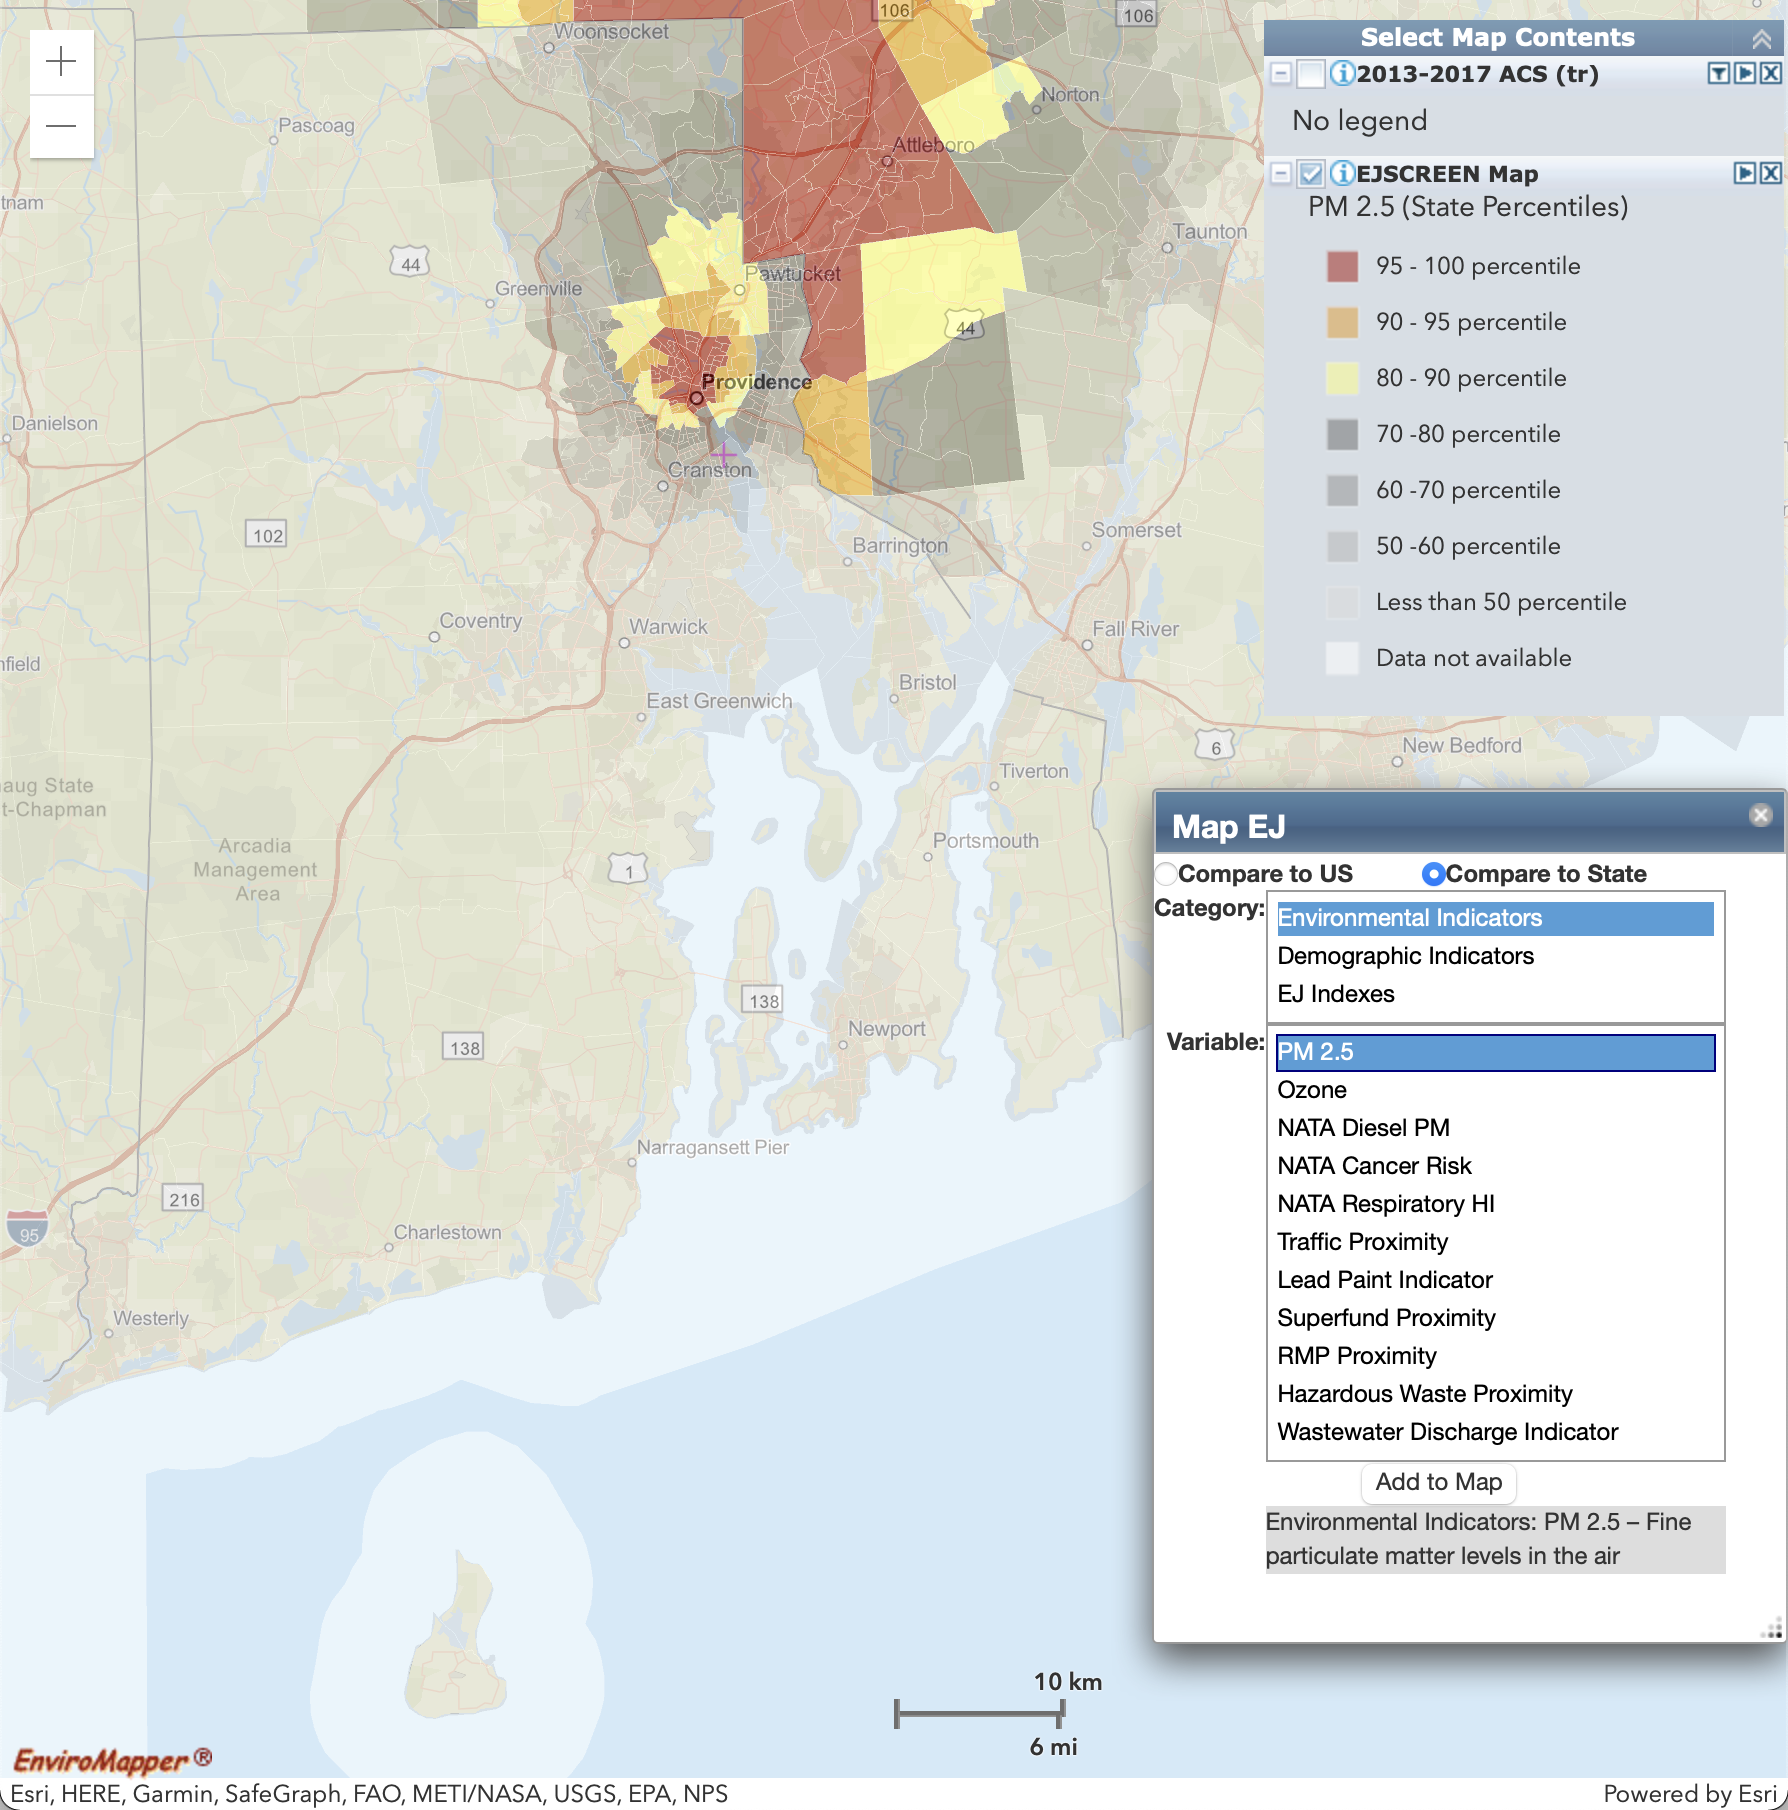 106
106
Woonsocket
Norton
Pascoag
Attleboro
tnam
44
Taunton
Greenville
Pawtucket
44
Providence
Danielson
Cranston
102
Somerset
Barrington
Coventry
Warwick
Fall River
nfield
East Greenwich
Bristol
6
New Bedford
Tiverton
aug State
t-Chapman
Arcadia
Management
Area
1
Portsmouth
138
138
Newport
Narragansett Pier
216
95
Charlestown
Westerly
Select Map Contents
2013-2017 ACS (tr)
No legend
EJSCREEN Map
PM 2.5 (State Percentiles)
95 - 100 percentile
90 - 95 percentile
80 - 90 percentile
70 -80 percentile
60 -70 percentile
50 -60 percentile
Less than 50 percentile
Data not available
Map EJ
Compare to US Compare to State
Category:
Environmental Indicators
Demographic Indicators
EJ Indexes
Variable:
PM 2.5
Ozone
NATA Diesel PM
NATA Cancer Risk
NATA Respiratory HI
Traffic Proximity
Lead Paint Indicator
Superfund Proximity
RMP Proximity
Hazardous Waste Proximity
Wastewater Discharge Indicator
Add to Map
Environmental Indicators: PM 2.5 – Fine
particulate matter levels in the air
10 km
6 mi
EnviroMapper ®
Esri, HERE, Garmin, SafeGraph, FAO, METI/NASA, USGS, EPA, NPS
Powered by Esri